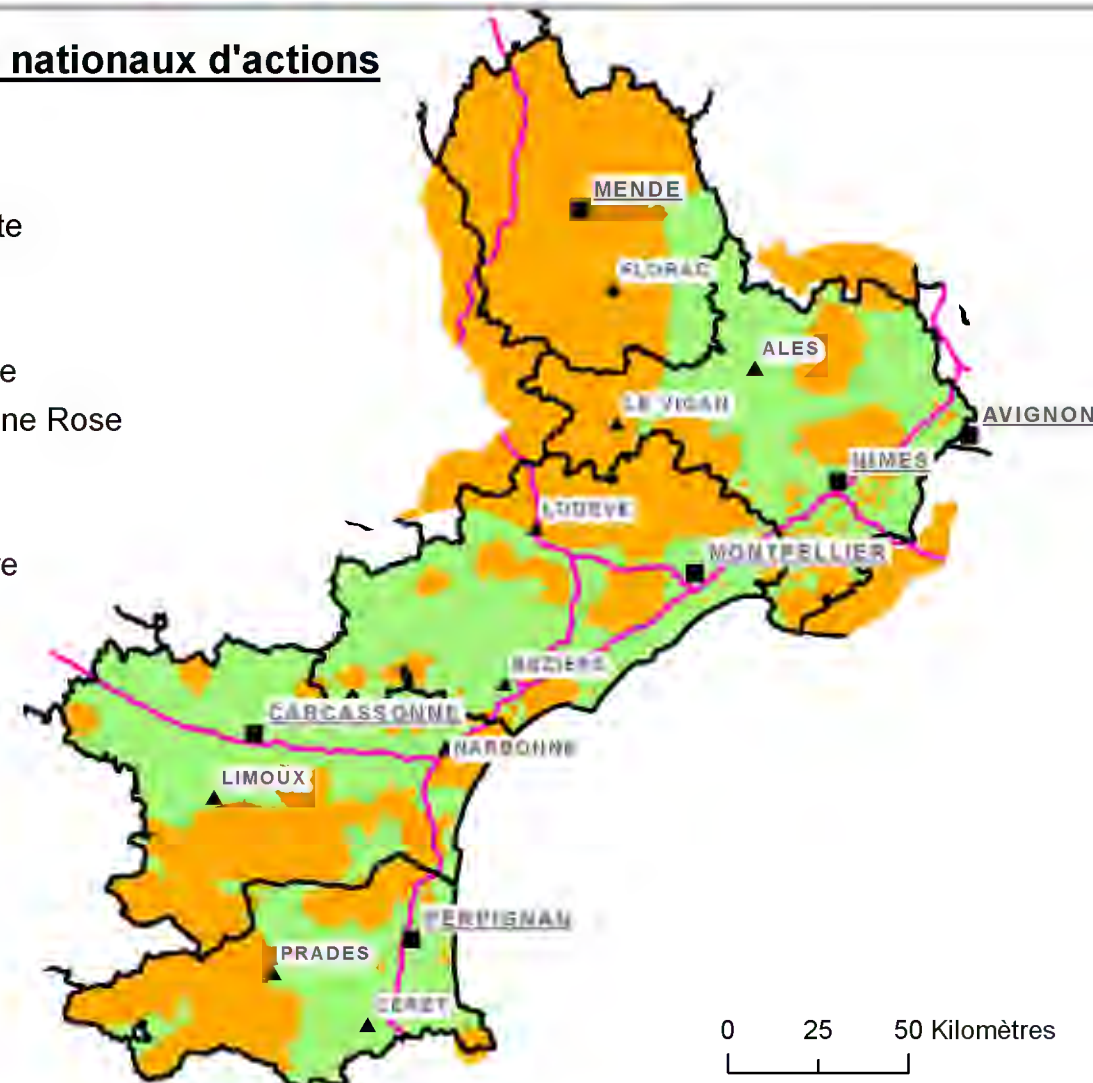 nationaux d'actions
te
e
ne Rose
e
MENDE
FLORAC
ALES
LE VIGAN
AVIGNON
NIMES
LODEVE
MONTPELLIER
BEZIERS
CARCASSONNE
NARBONNE
LIMOUX
PERPIGNAN
PRADES
CERET
0 25 50 Kilomètres